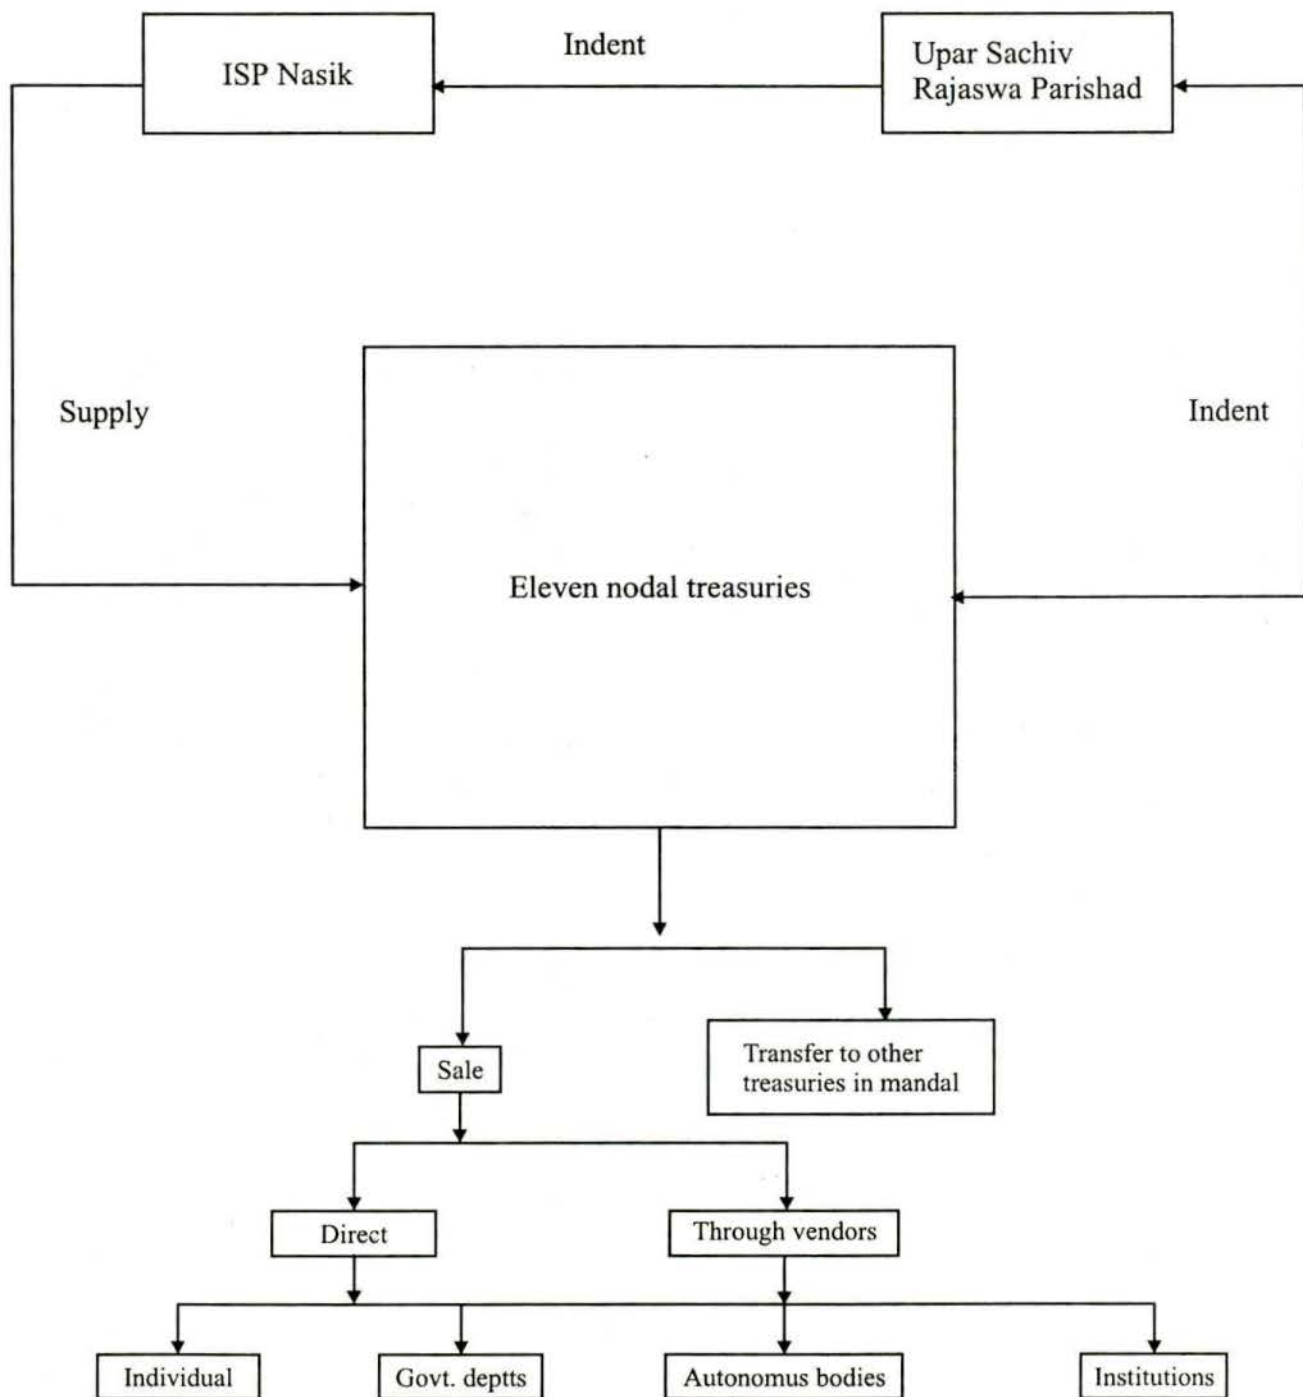 Indent
ISP Nasik
Upar Sachiv
Rajaswa Parishad
Supply
Indent
Eleven nodal treasuries
Sale
Transfer to other
treasuries in mandal
Direct
Through vendors
Individual
Govt. deptts
Autonomus bodies
Institutions